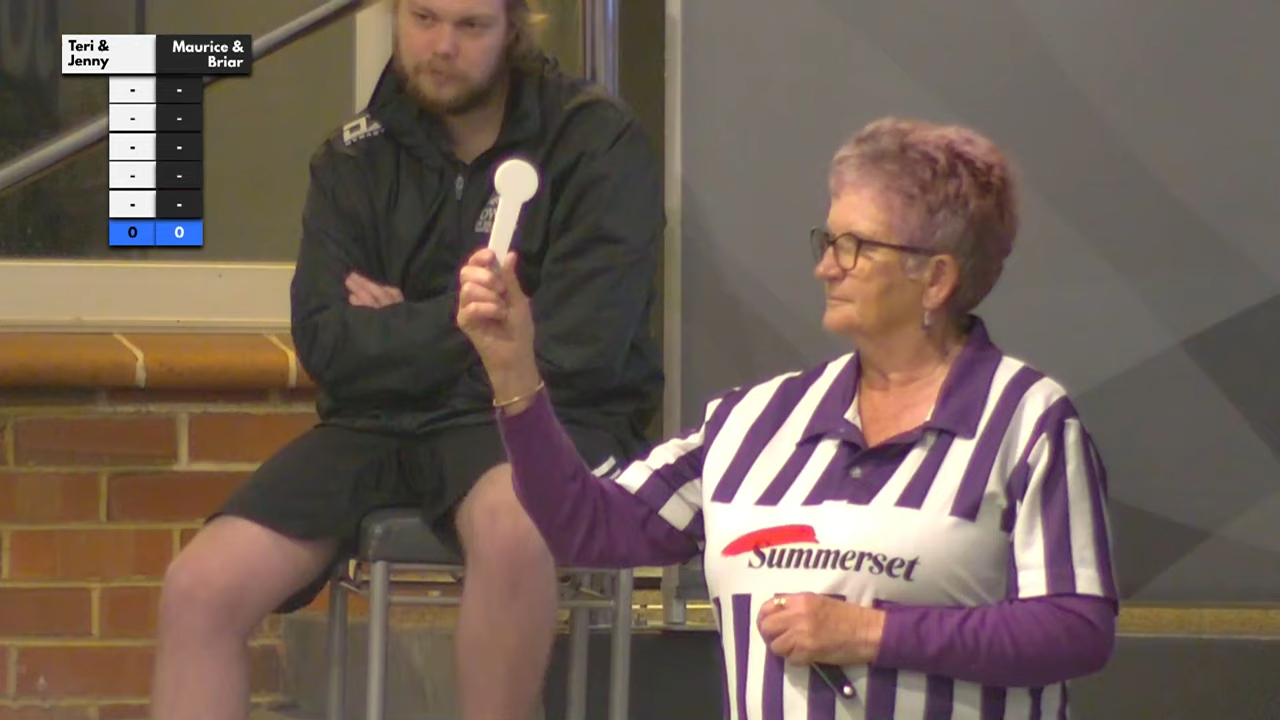 Teri &
Jenny
Maurice &
Briar
- -
- -
- -
- -
- -
0 0
Summerset